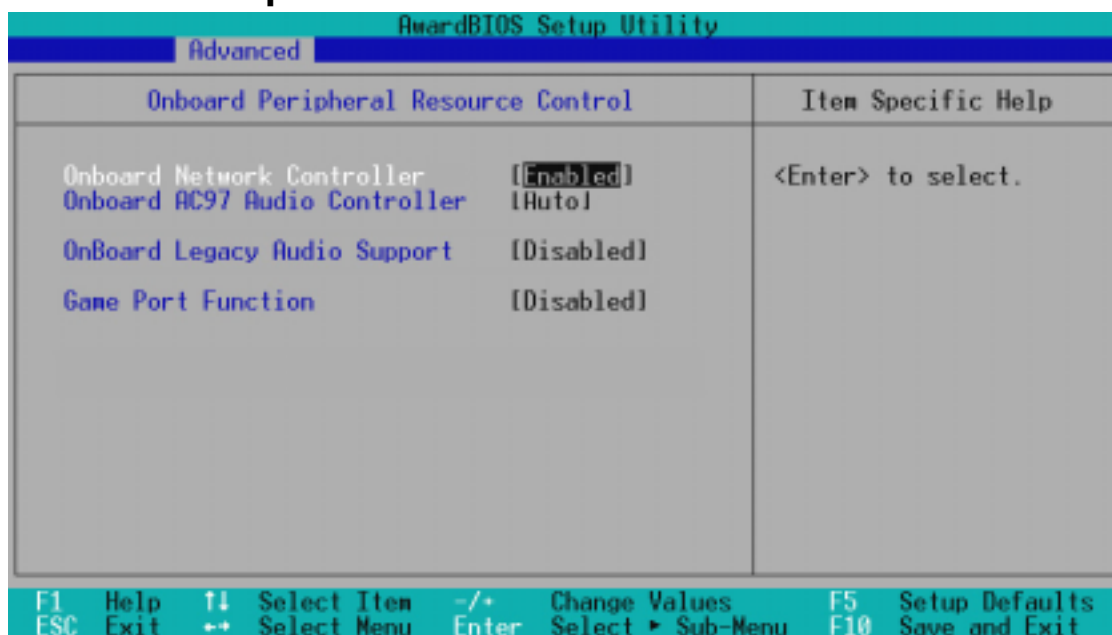 AwardBIOS Setup Utility
Advanced
Onboard Peripheral Resource Control
Item Specific Help
Onboard Network Controller [Enabled]
<Enter> to select.
Onboard AC97 Audio Controller [Auto]
OnBoard Legacy Audio Support [Disabled]
Game Port Function [Disabled]
F1 Help ↑↓ Select Item -/+ Change Values F5 Setup Defaults
ESC Exit ←→ Select Menu Enter Select ► Sub-Menu F10 Save and Exit